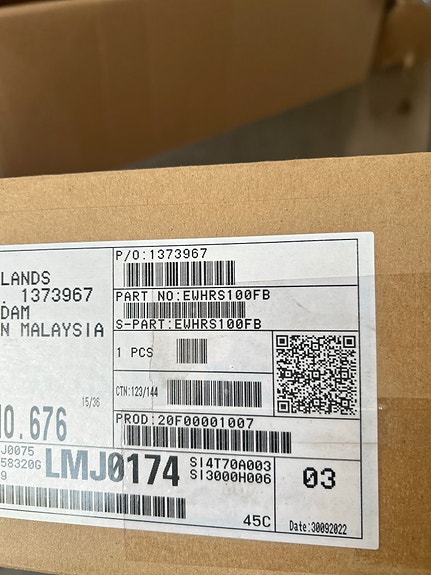 LANDS
. 1373967
DAM
N MALAYSIA
15/36
NO.676
J0075
58320G
9
LMJ0174
P/O:1373967
PART NO:EWHRS100FB
S-PART:EWHRS100FB
1 PCS
CTN:123/144
PROD:20F00001007
SI4T70A003
SI3000H006
03
45C
Date:30092022